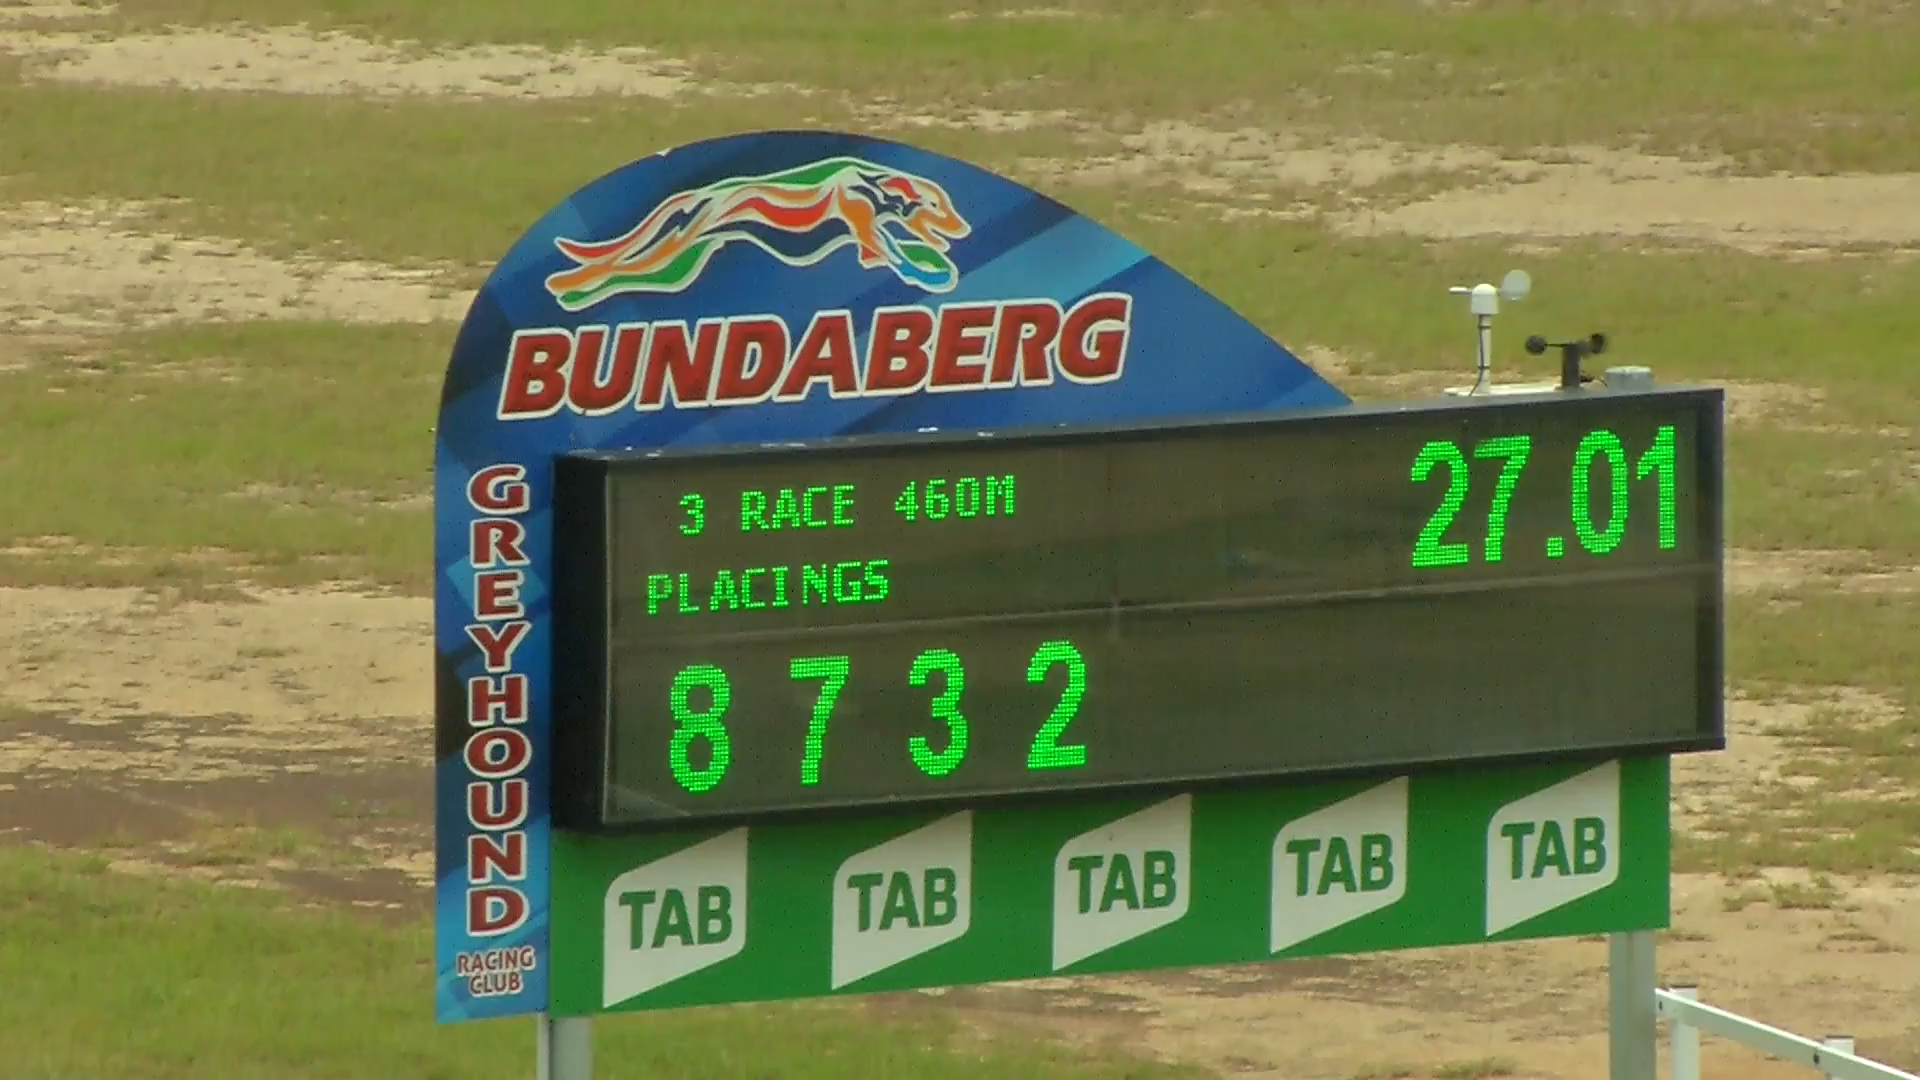 BUNDABERG
GREYHOUND
RACING
CLUB
3 RACE 460M
27.01
PLACINGS
8 7 3 2
TAB TAB TAB TAB TAB